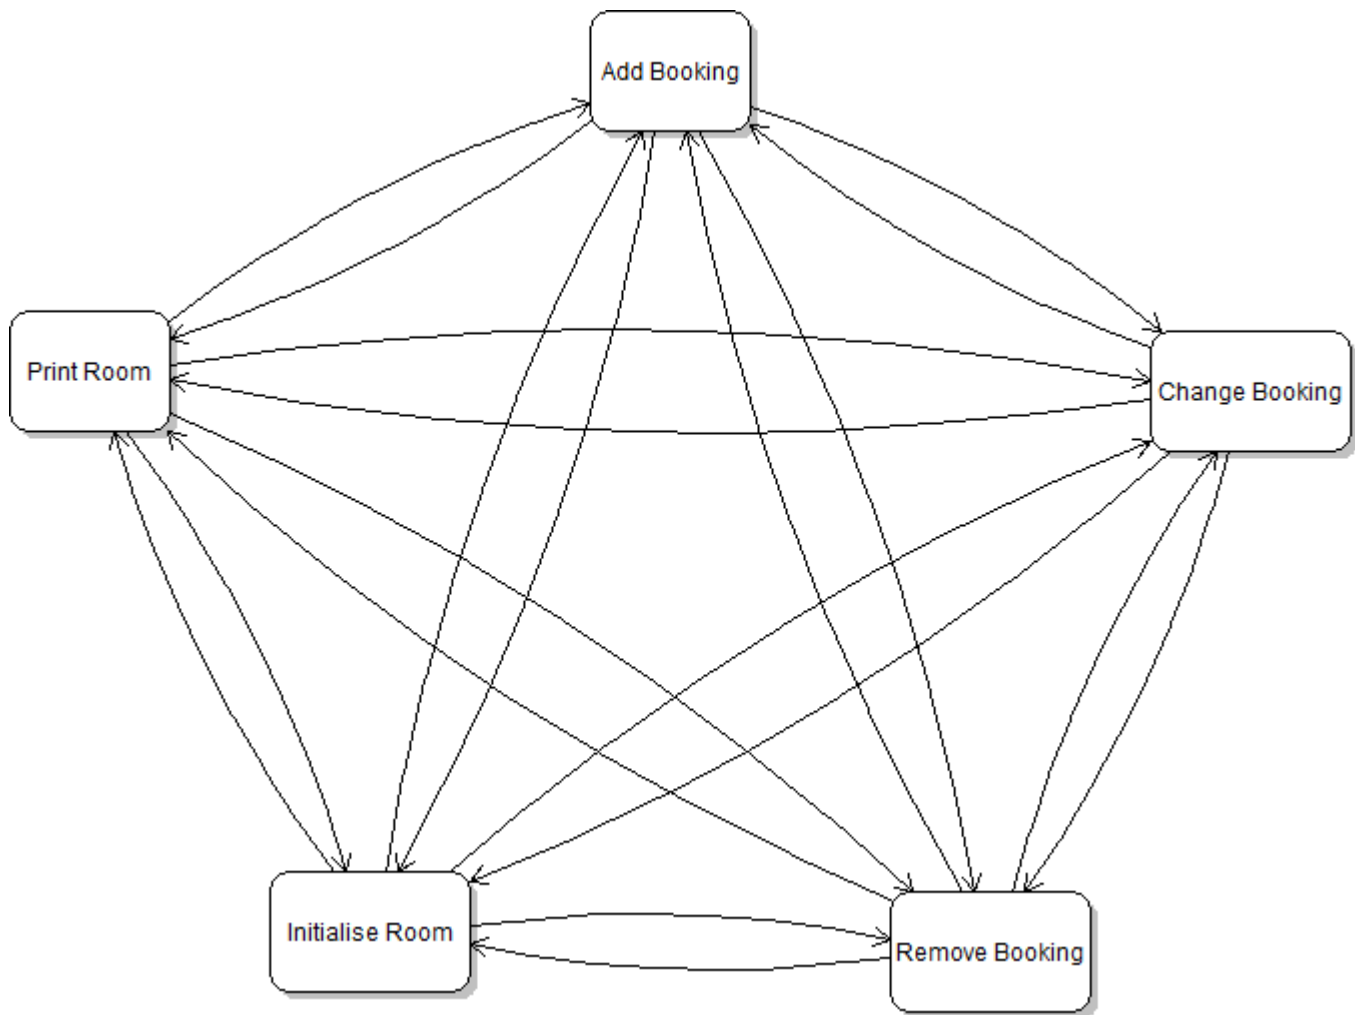 Add Booking
Print Room
Change Booking
Initialise Room
Remove Booking